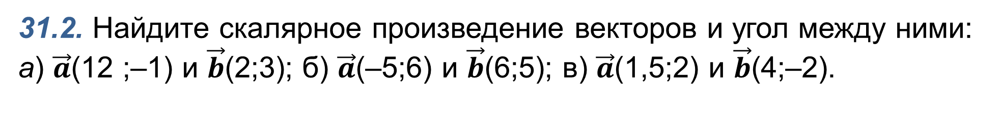 31.2. Найдите скалярное произведение векторов и угол между ними:
а) a⃗(12 ;–1) и b⃗(2;3); б) a⃗(–5;6) и b⃗(6;5); в) a⃗(1,5;2) и b⃗(4;–2).